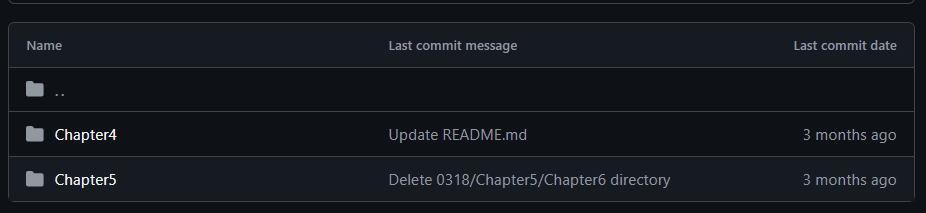 Name Last commit message Last commit date
..
Chapter4 Update README.md 3 months ago
Chapter5 Delete 0318/Chapter5/Chapter6 directory 3 months ago